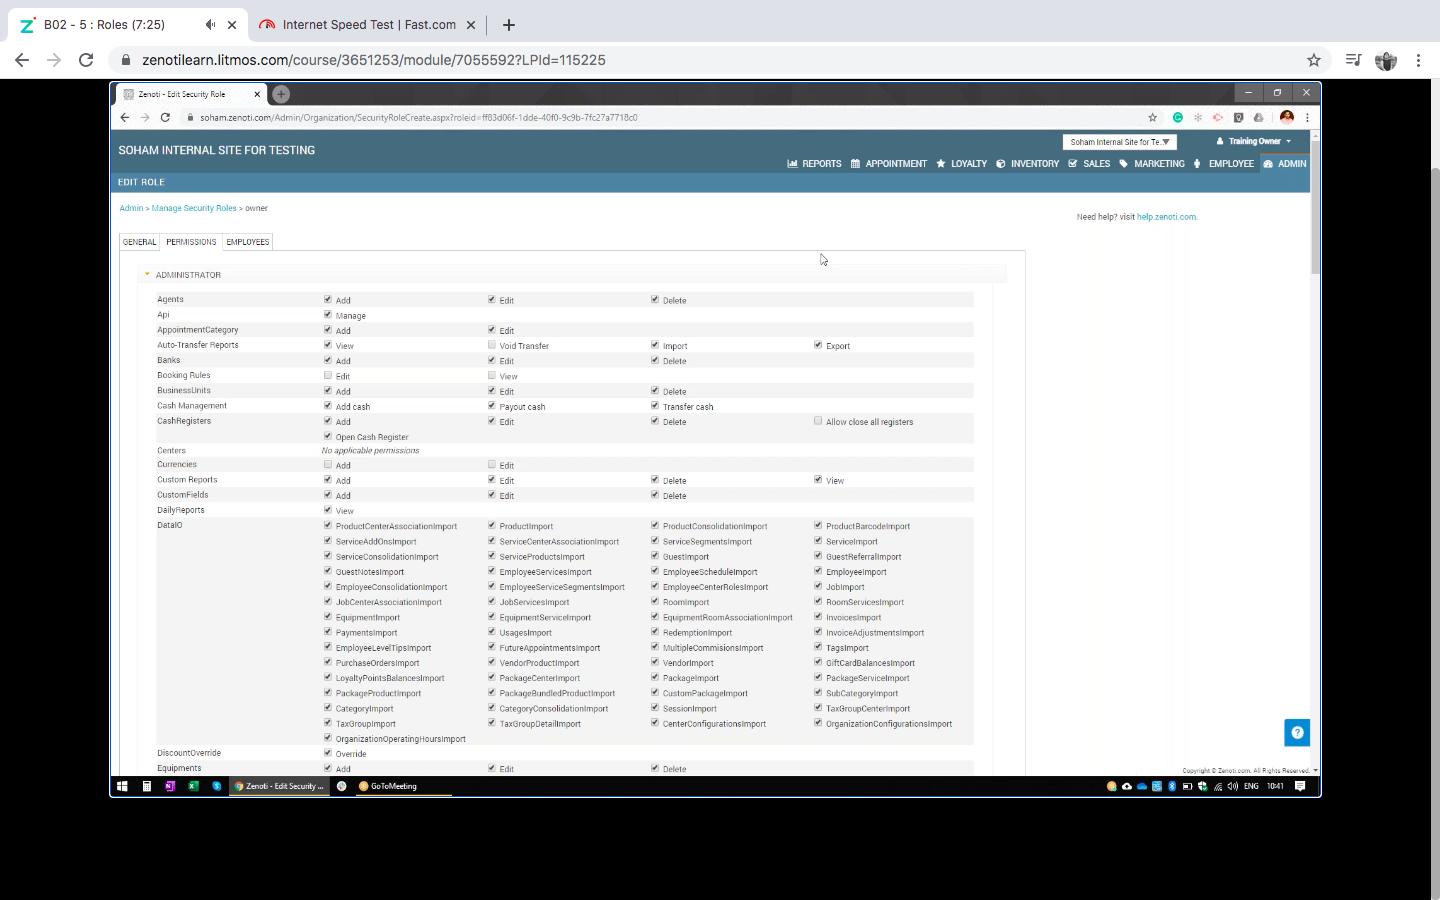 B02 - 5 : Roles (7:25)
Internet Speed Test | Fast.com
zenotilearn.litmos.com/course/3651253/module/7055592?LPId=115225
Zenoti - Edit Security Role
soham.zenoti.com/Admin/Organization/SecurityRoleCreate.aspx?roleid=ff83d06f-1dde-40f0-9c9b-7fc27a7718c0
SOHAM INTERNAL SITE FOR TESTING
Soham Internal Site for Te..
Training Owner
REPORTS APPOINTMENT LOYALTY INVENTORY SALES MARKETING EMPLOYEE ADMIN
EDIT ROLE
Admin > Manage Security Roles > owner
Need help? visit help.zenoti.com.
GENERAL PERMISSIONS EMPLOYEES
ADMINISTRATOR
Agents Add Edit Delete
Api Manage
AppointmentCategory Add Edit
Auto-Transfer Reports View Void Transfer Import Export
Banks Add Edit Delete
Booking Rules Edit View
BusinessUnits Add Edit Delete
Cash Management Add cash Payout cash Transfer cash
CashRegisters Add Edit Delete Allow close all registers
Open Cash Register
Centers No applicable permissions
Currencies Add Edit
Custom Reports Add Edit Delete View
CustomFields Add Edit Delete
DailyReports View
DataIO ProductCenterAssociationImport ProductImport ProductConsolidationImport ProductBarcodeImport
ServiceAddOnsImport ServiceCenterAssociationImport ServiceSegmentsImport ServiceImport
ServiceConsolidationImport ServiceProductsImport GuestImport GuestReferralImport
GuestNotesImport EmployeeServicesImport EmployeeScheduleImport EmployeeImport
EmployeeConsolidationImport EmployeeServiceSegmentsImport EmployeeCenterRolesImport JobImport
JobCenterAssociationImport JobServicesImport RoomImport RoomServicesImport
EquipmentImport EquipmentServiceImport EquipmentRoomAssociationImport InvoicesImport
PaymentsImport UsagesImport RedemptionImport InvoiceAdjustmentsImport
EmployeeLevelTipsImport FutureAppointmentsImport MultipleCommisionsImport TagsImport
PurchaseOrdersImport VendorProductImport VendorImport GiftCardBalancesImport
LoyaltyPointsBalancesImport PackageCenterImport PackageImport PackageServiceImport
PackageProductImport PackageBundledProductImport CustomPackageImport SubCategoryImport
CategoryImport CategoryConsolidationImport SessionImport TaxGroupCenterImport
TaxGroupImport TaxGroupDetailImport CenterConfigurationsImport OrganizationConfigurationsImport
OrganizationOperatingHoursImport
DiscountOverride Override
Equipments Add Edit Delete
Copyright © Zenoti.com. All Rights Reserved.
Zenoti - Edit Security ... GoToMeeting ENG 10:41